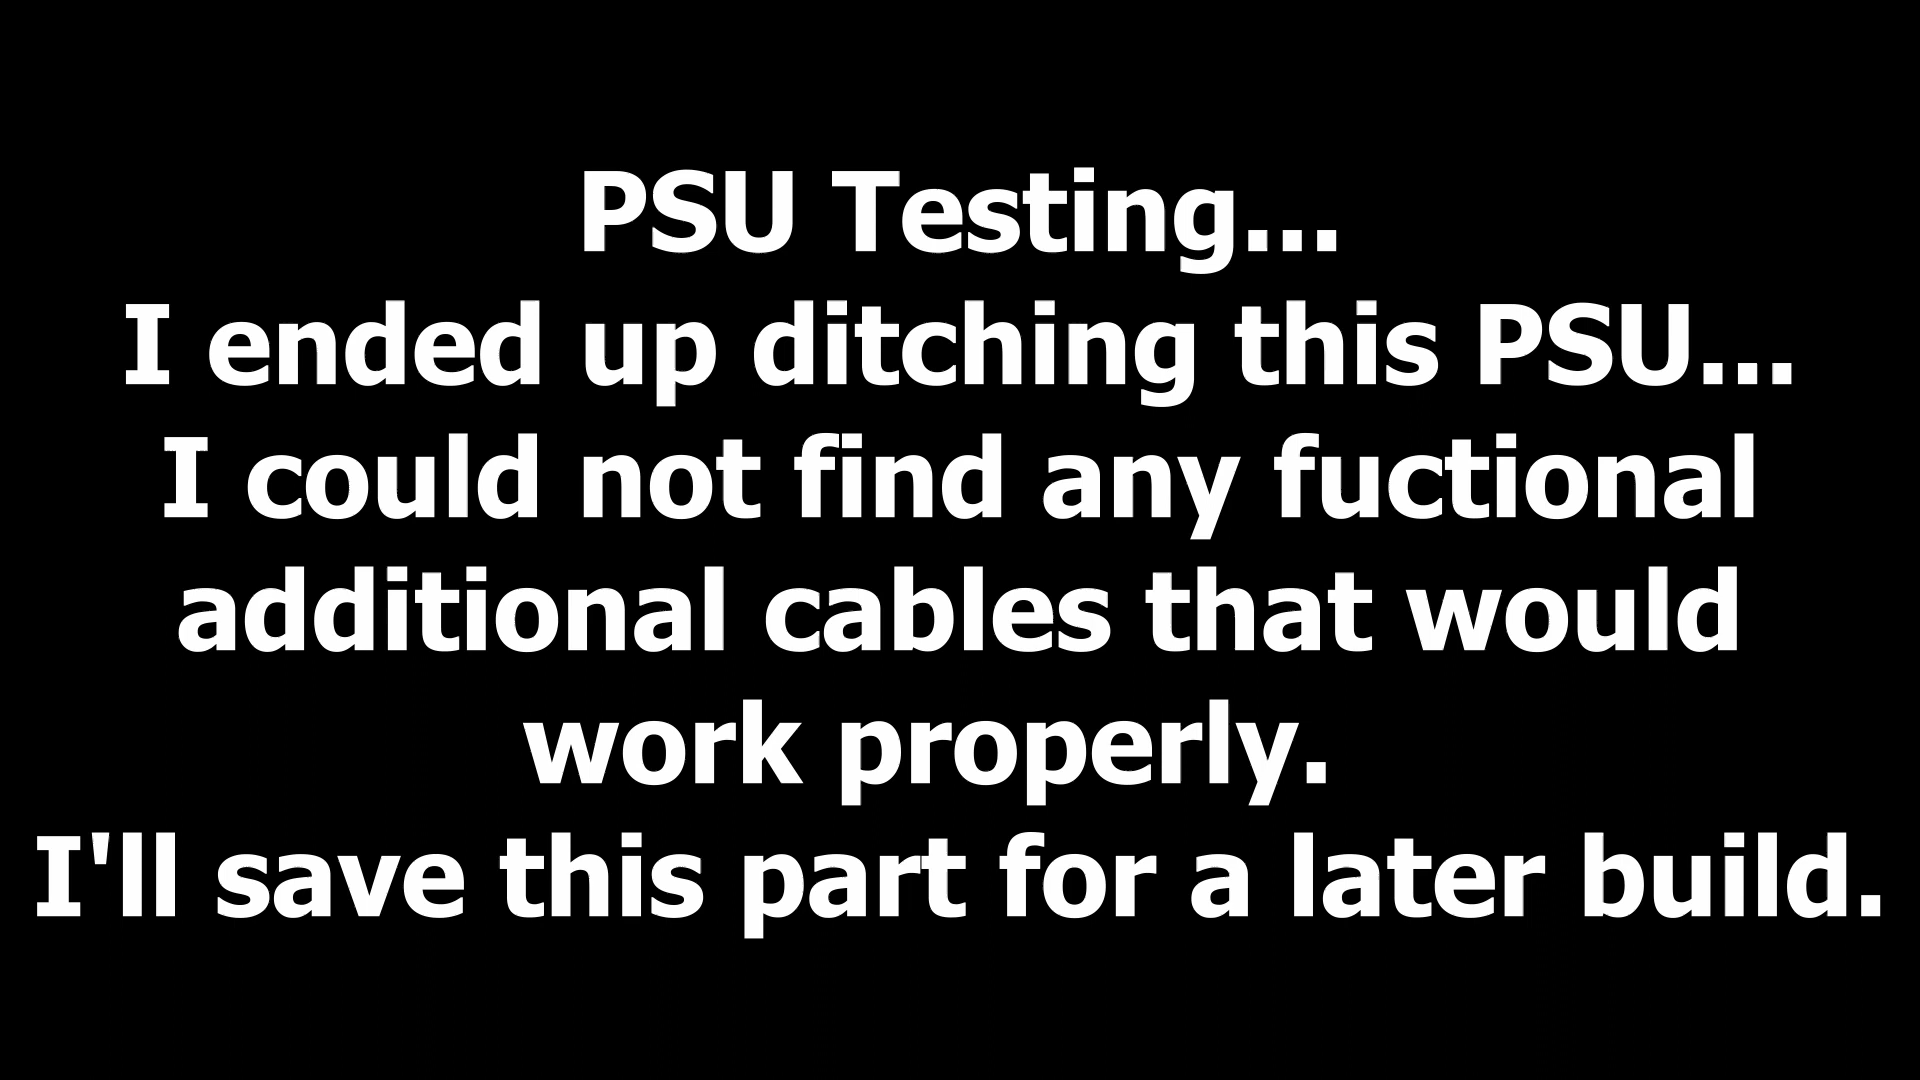 PSU Testing...
I ended up ditching this PSU...
I could not find any fuctional
additional cables that would
work properly.
I'll save this part for a later build.